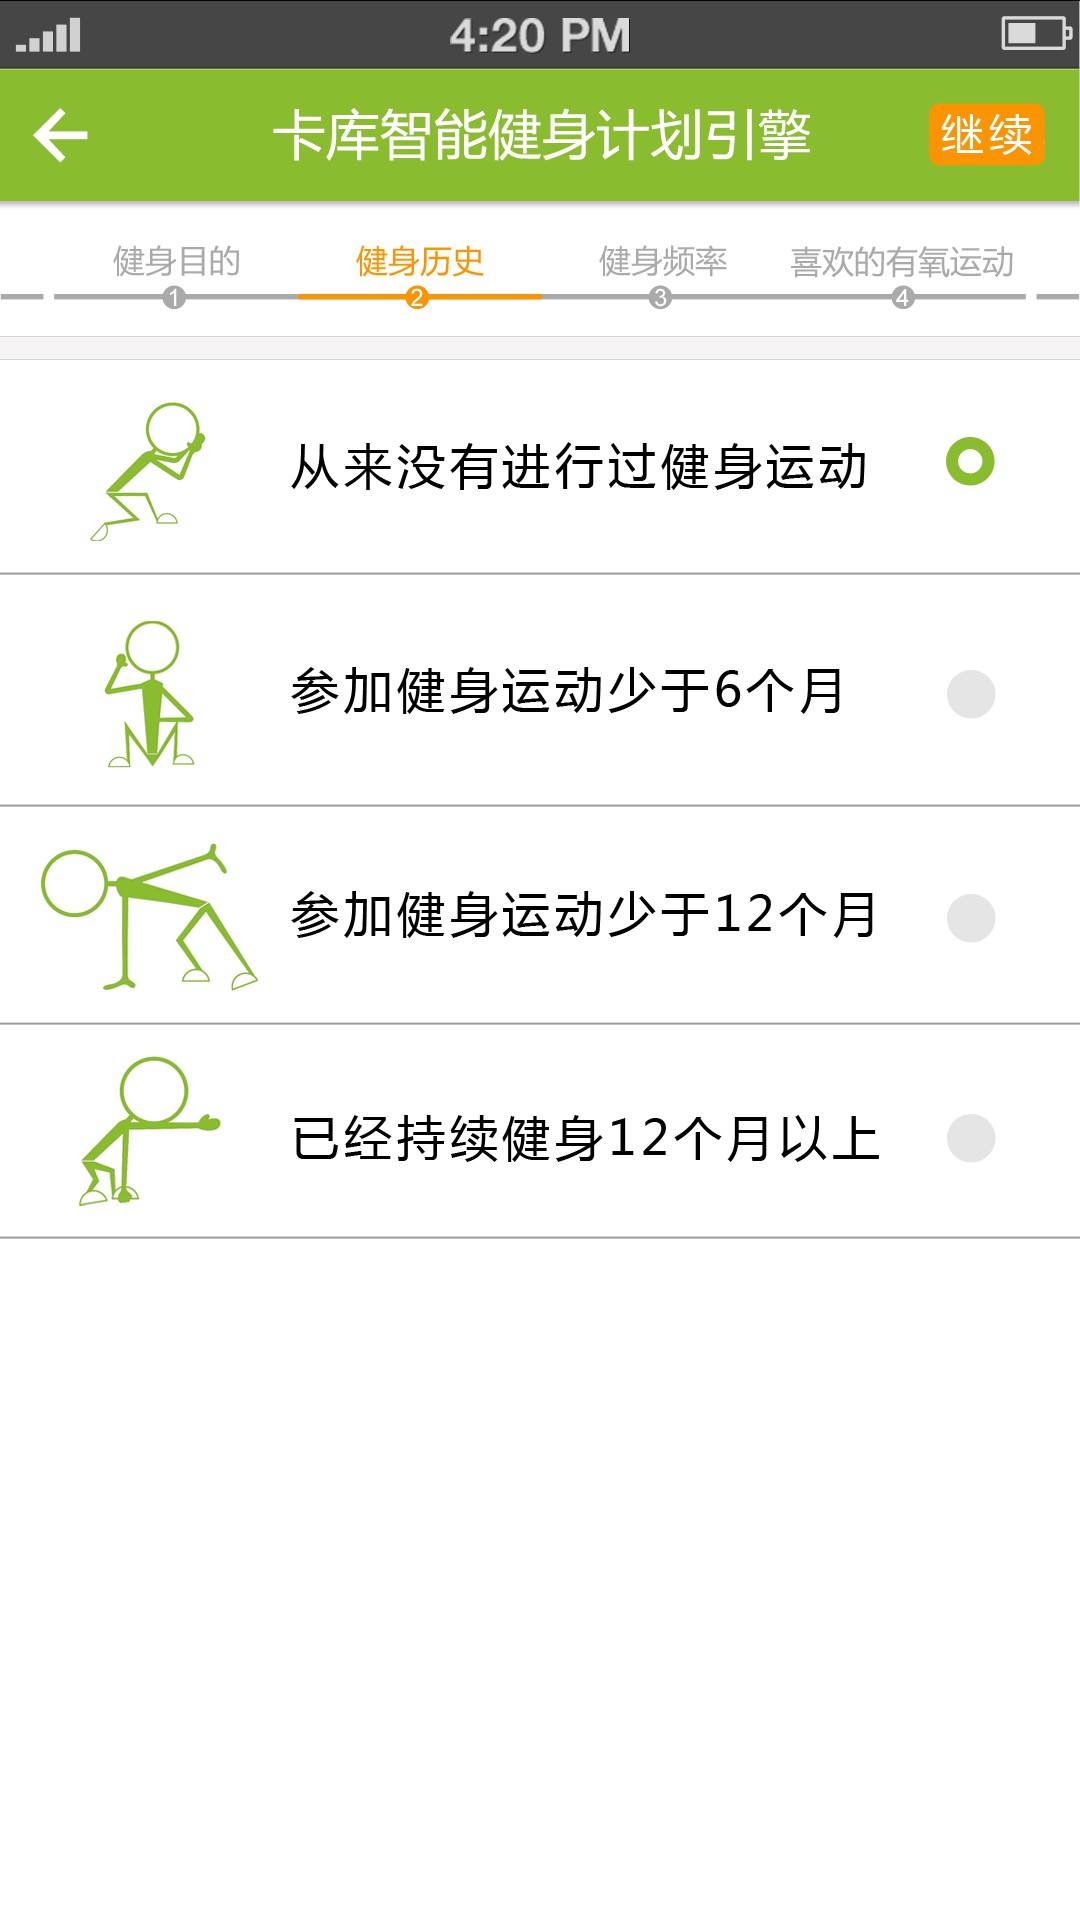 4:20 PM
卡库智能健身计划引擎
继续
健身目的 健身历史 健身频率 喜欢的有氧运动
1 2 3 4
从来没有进行过健身运动
参加健身运动少于6个月
参加健身运动少于12个月
已经持续健身12个月以上